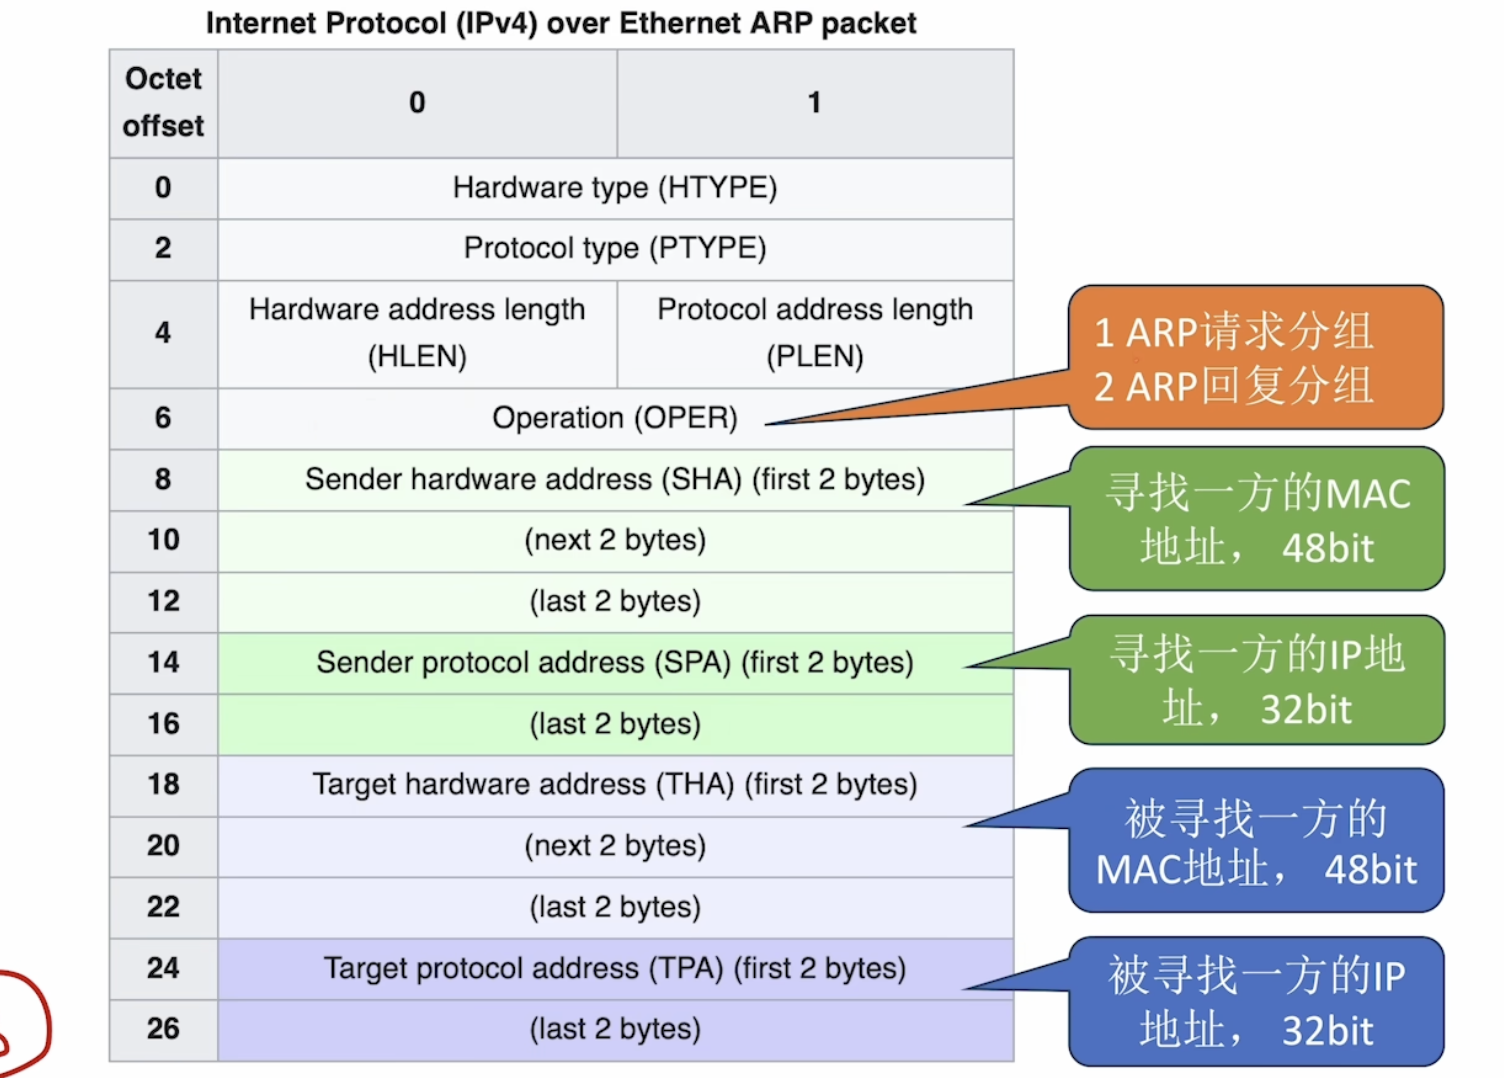 Internet Protocol (IPv4) over Ethernet ARP packet
Octet
offset
0
1
0
Hardware type (HTYPE)
2
Protocol type (PTYPE)
4
Hardware address length
(HLEN)
Protocol address length
(PLEN)
6
Operation (OPER)
1 ARP请求分组
2 ARP回复分组
8
Sender hardware address (SHA) (first 2 bytes)
寻找一方的MAC
地址， 48bit
10
(next 2 bytes)
12
(last 2 bytes)
14
Sender protocol address (SPA) (first 2 bytes)
寻找一方的IP地
址， 32bit
16
(last 2 bytes)
18
Target hardware address (THA) (first 2 bytes)
被寻找一方的
MAC地址， 48bit
20
(next 2 bytes)
22
(last 2 bytes)
24
Target protocol address (TPA) (first 2 bytes)
被寻找一方的IP
地址， 32bit
26
(last 2 bytes)